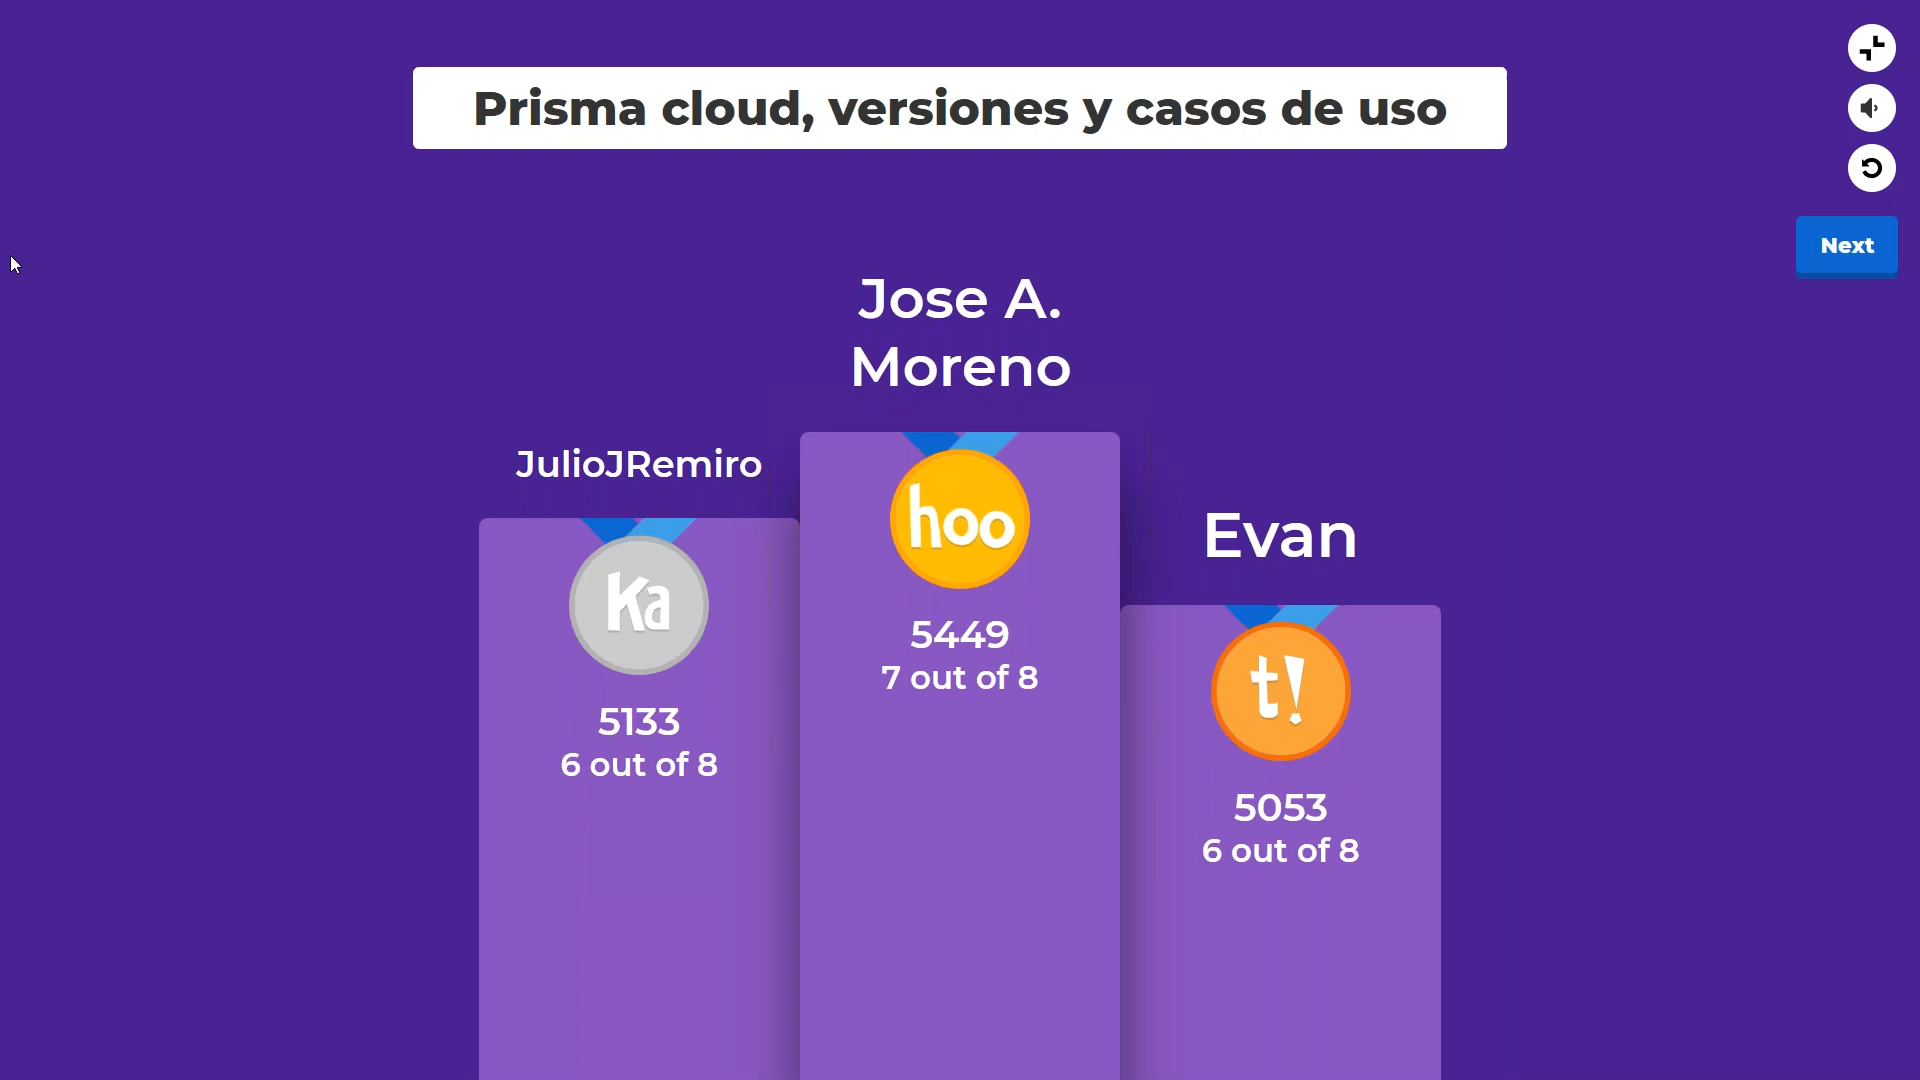 Prisma cloud, versiones y casos de uso
Next
Jose A.
Moreno
JulioJRemiro
Evan
hoo
Ka
t!
5449
7 out of 8
5133
6 out of 8
5053
6 out of 8